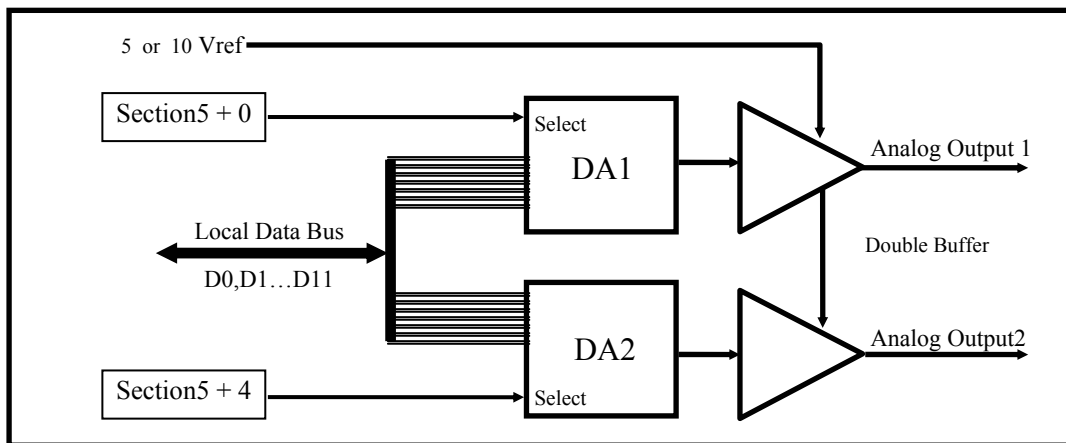 5 or 10 Vref
Section5 + 0
Select
DA1
Analog Output 1
Local Data Bus
D0,D1…D11
Double Buffer
DA2
Analog Output2
Section5 + 4
Select